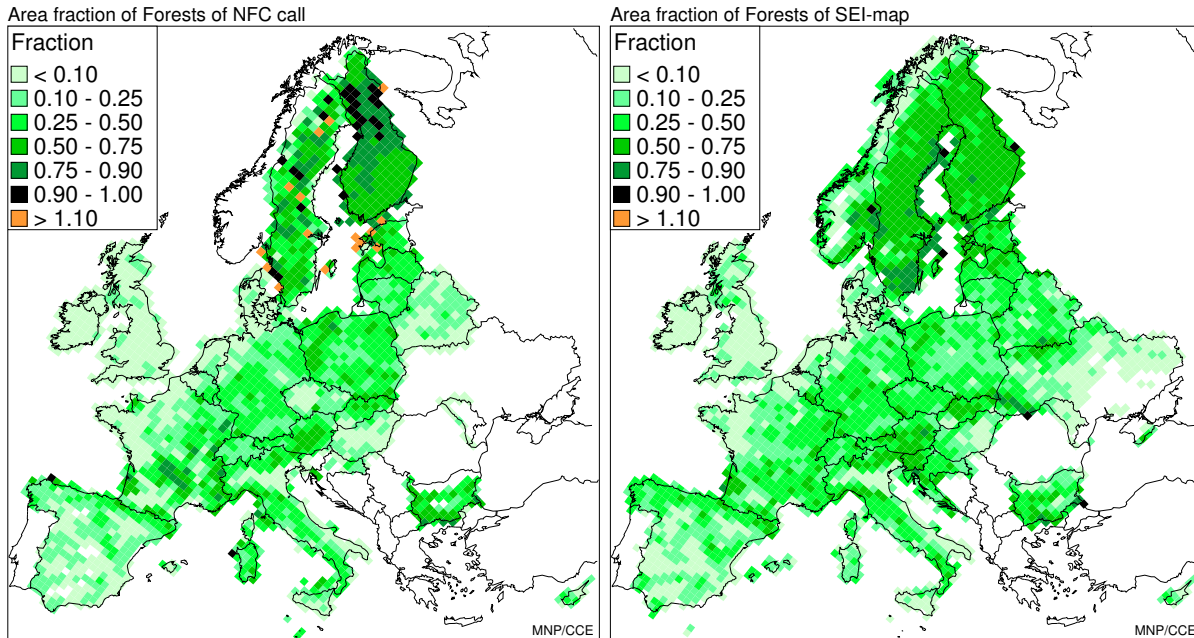 Area fraction of Forests of NFC call
Fraction
< 0.10
0.10 - 0.25
0.25 - 0.50
0.50 - 0.75
0.75 - 0.90
0.90 - 1.00
> 1.10
MNP/CCE
Area fraction of Forests of SEI-map
Fraction
< 0.10
0.10 - 0.25
0.25 - 0.50
0.50 - 0.75
0.75 - 0.90
0.90 - 1.00
> 1.10
MNP/CCE